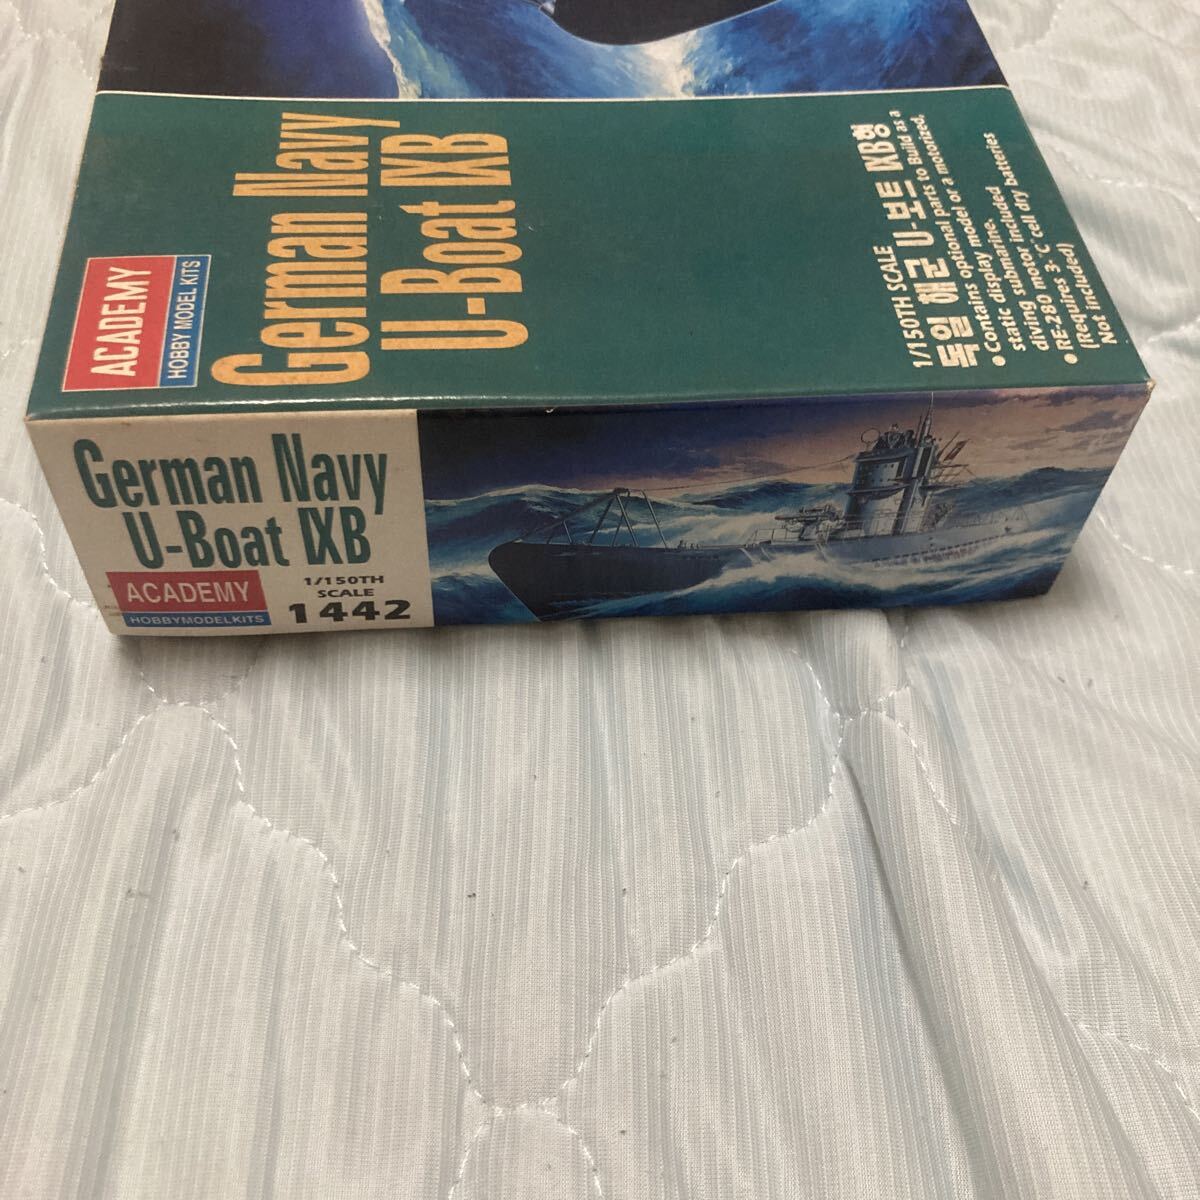 ACADEMY
HOBBY MODEL KITS
German Navy
U-Boat IXB
1/150TH SCALE
독일 해군 U-보트 IXB형
• Contains optional parts to Build as a
display model or a motorized,
static submarine.
diving motor included
• RE-280 motor included
(Requires 3-"C" cell dry batteries
Not included)
German Navy
U-Boat IXB
ACADEMY
HOBBYMODELKITS
1/150TH
SCALE
1442